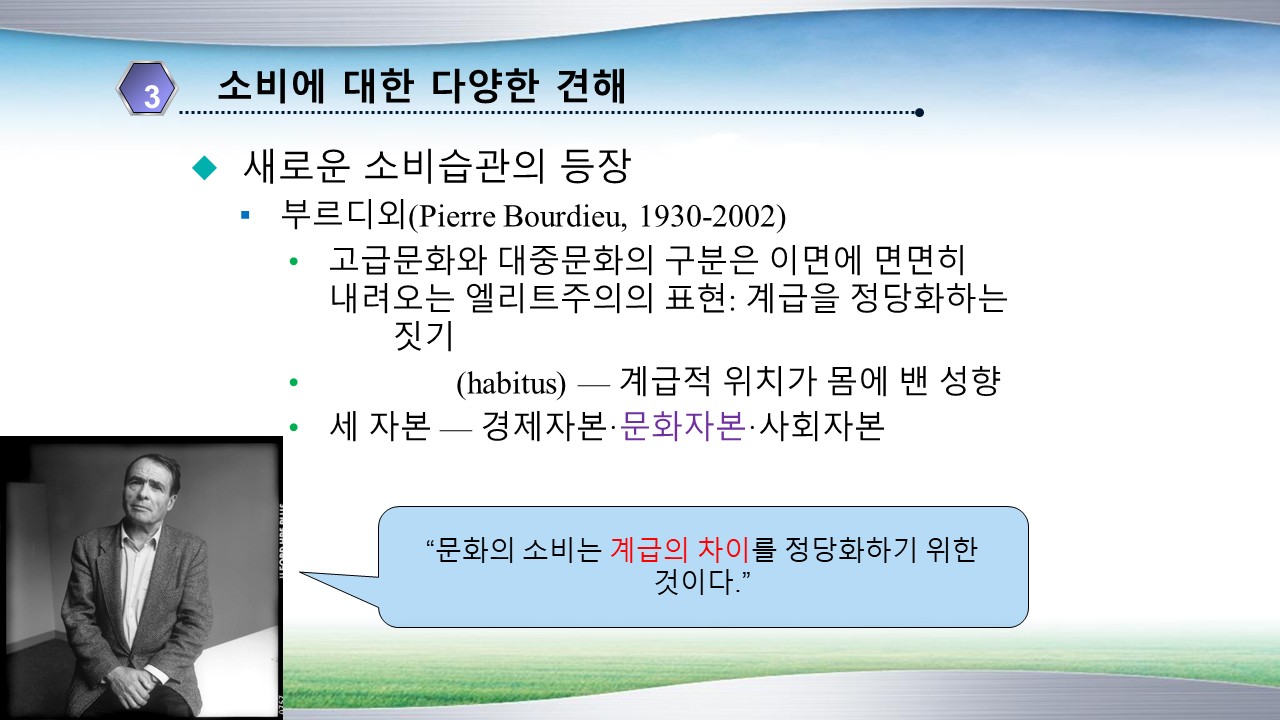 3
소비에 대한 다양한 견해
새로운 소비습관의 등장
부르디외(Pierre Bourdieu, 1930-2002)
고급문화와 대중문화의 구분은 이면에 면면히
내려오는 엘리트주의의 표현: 계급을 정당화하는
짓기
(habitus) — 계급적 위치가 몸에 밴 성향
세 자본 — 경제자본·문화자본·사회자본
“문화의 소비는 계급의 차이를 정당화하기 위한
것이다.”